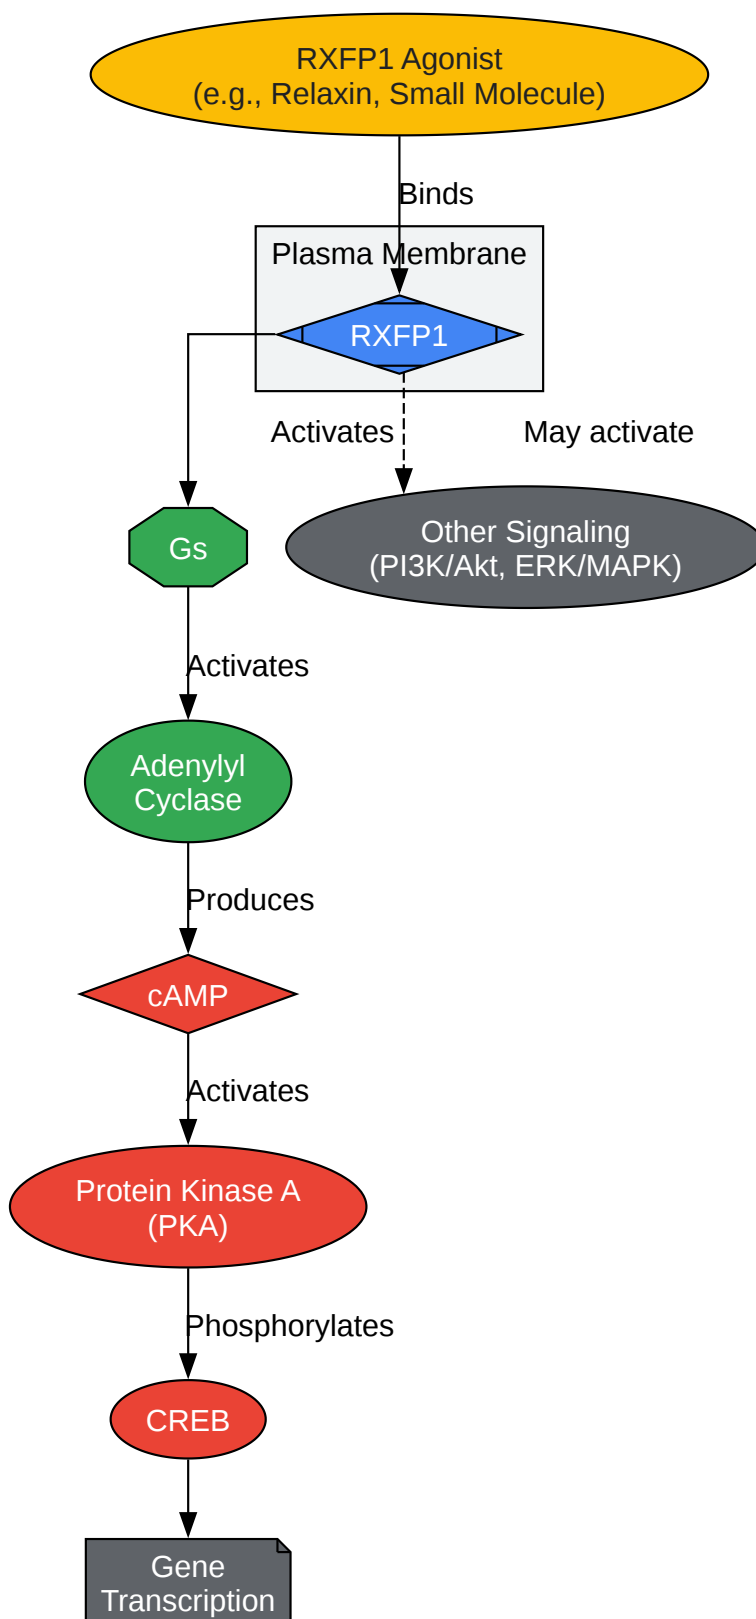 RXFP1 Agonist
(e.g., Relaxin, Small Molecule)
Binds
Plasma Membrane
RXFP1
Activates
May activate
Gs
Other Signaling
(PI3K/Akt, ERK/MAPK)
Activates
Adenylyl
Cyclase
Produces
cAMP
Activates
Protein Kinase A
(PKA)
Phosphorylates
CREB
Gene
Transcription